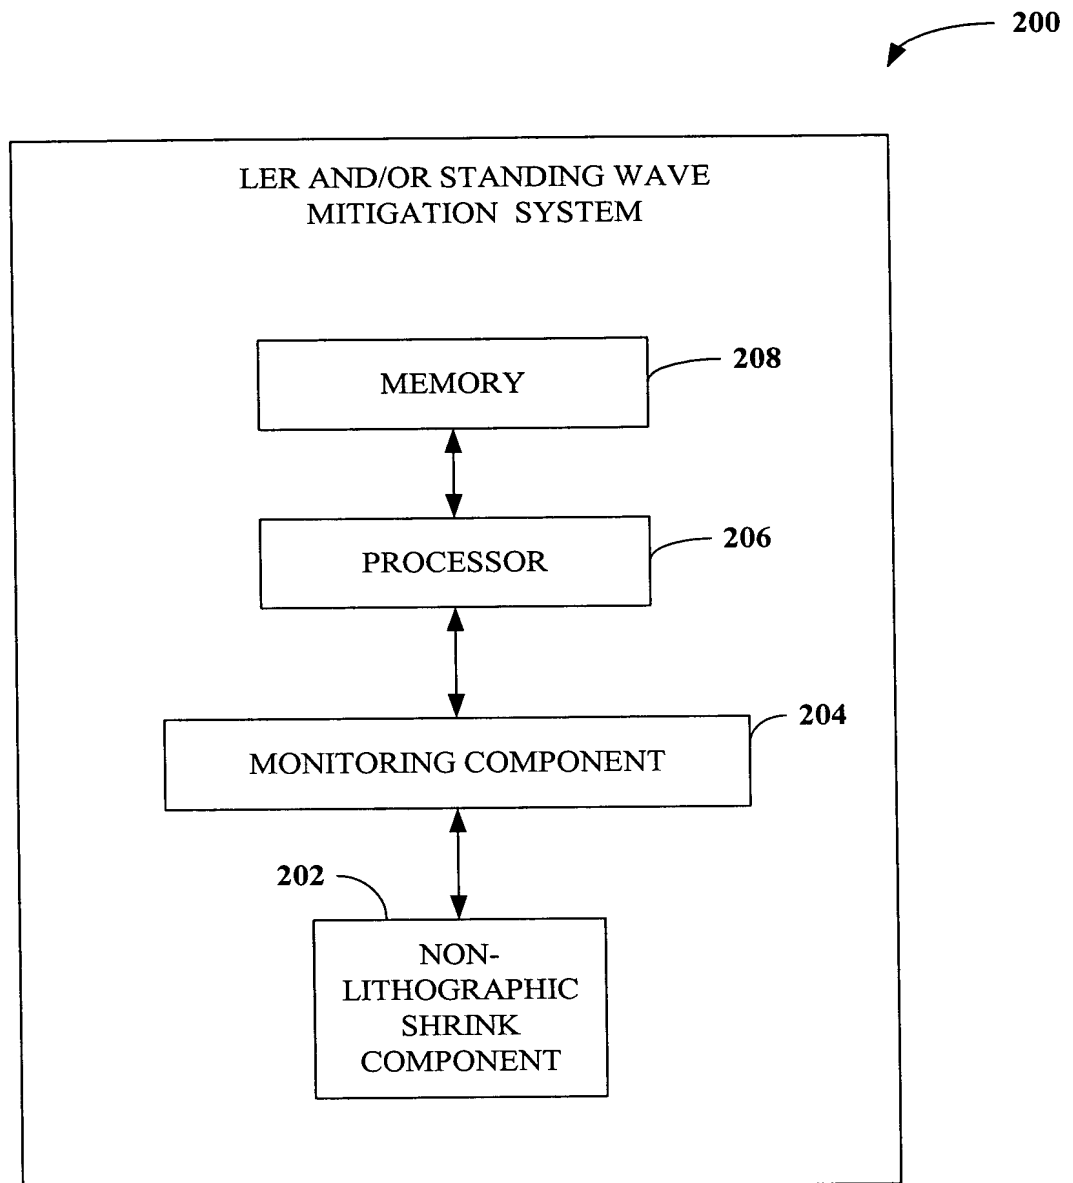 200
LER AND/OR STANDING WAVE
MITIGATION SYSTEM
MEMORY
208
PROCESSOR
206
MONITORING COMPONENT
204
202
NON-
LITHOGRAPHIC
SHRINK
COMPONENT